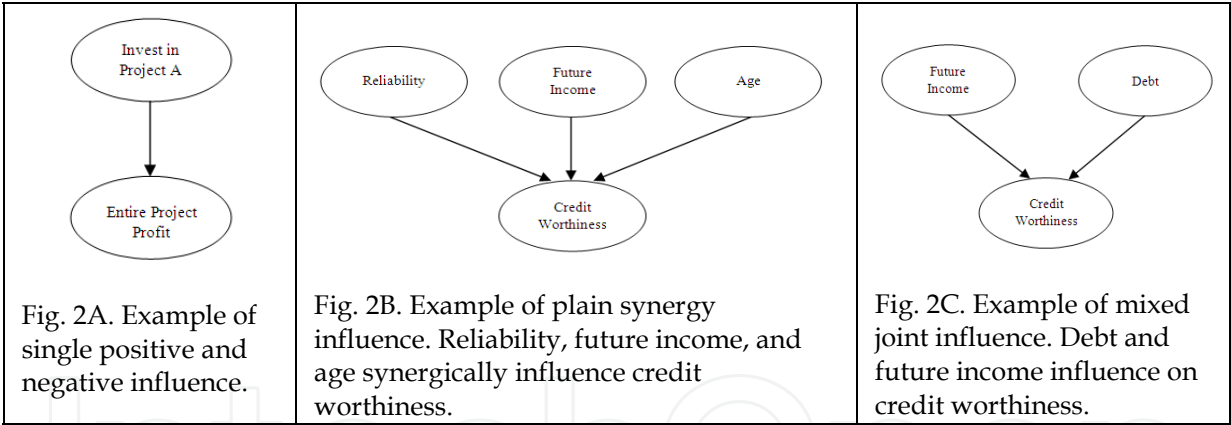 Invest in
Project A
Entire Project
Profit
Fig. 2A. Example of
single positive and
negative influence.
Reliability
Future
Income
Age
Credit
Worthiness
Fig. 2B. Example of plain synergy
influence. Reliability, future income, and
age synergically influence credit
worthiness.
Future
Income
Debt
Credit
Worthiness
Fig. 2C. Example of mixed
joint influence. Debt and
future income influence on
credit worthiness.